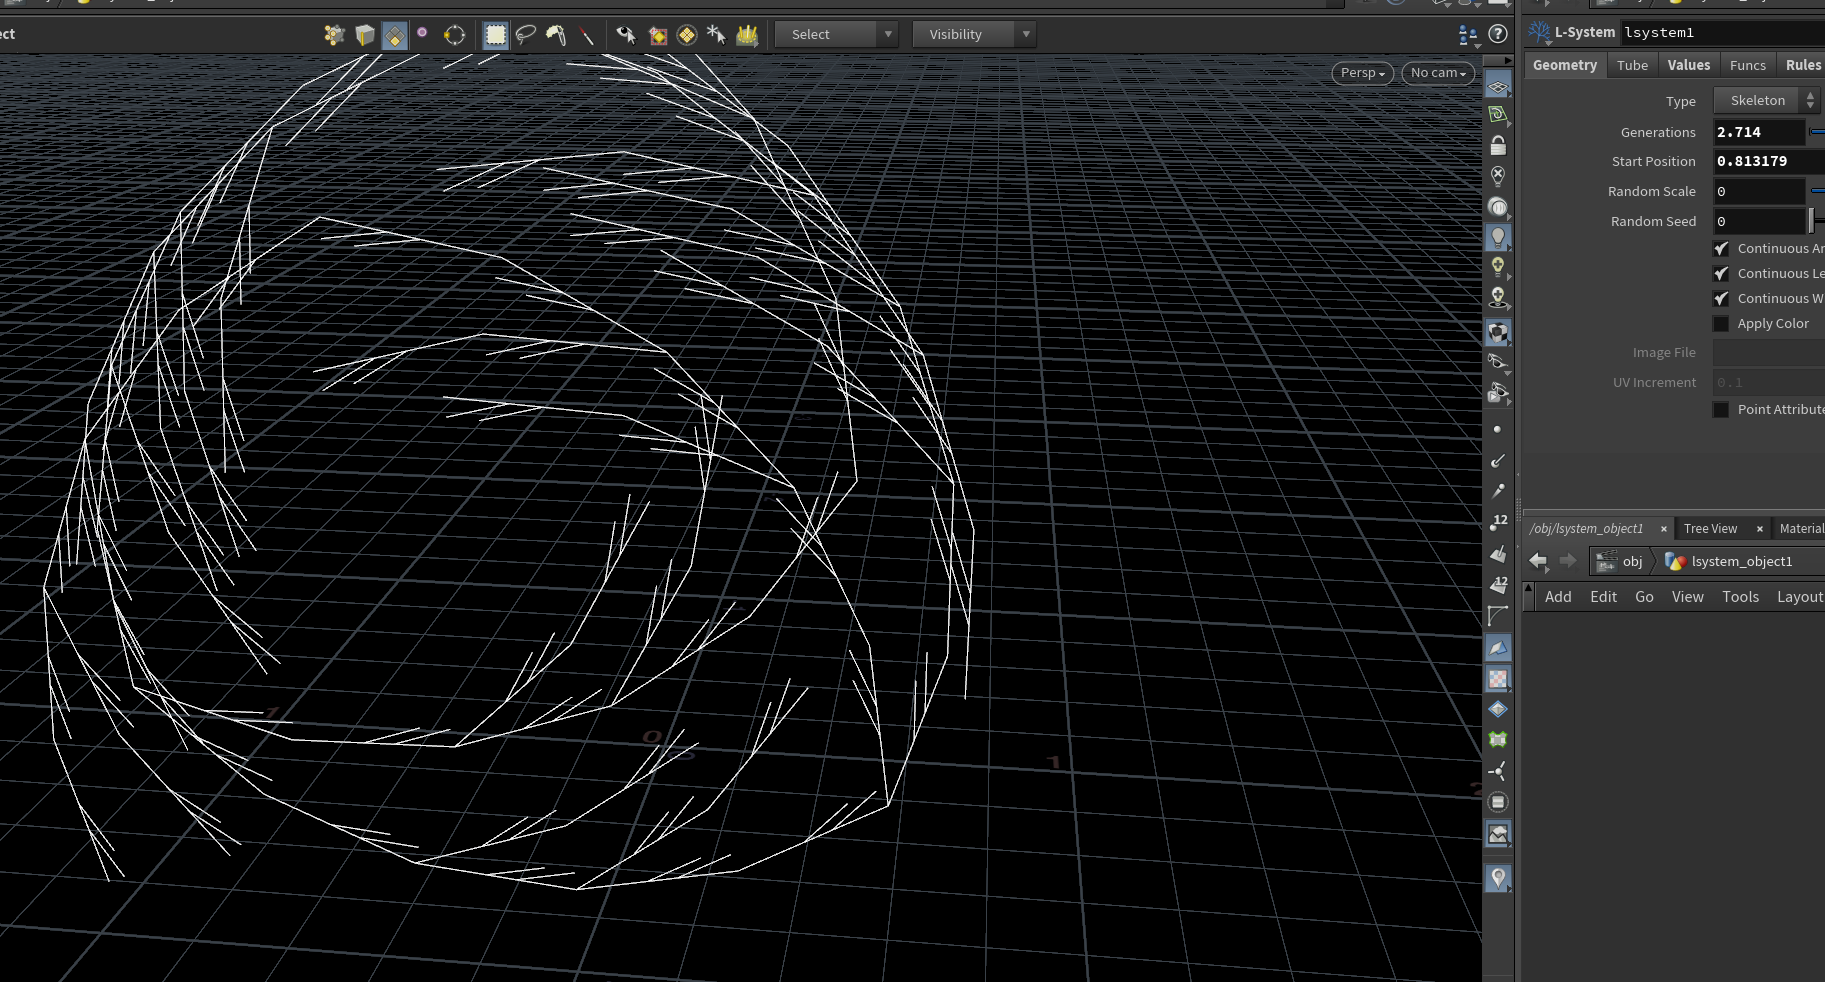 ect
Select
Visibility
L-System
lsystem1
Persp
No cam
Geometry
Tube
Values
Funcs
Rules
Type
Skeleton
Generations
2.714
Start Position
0.813179
Random Scale
0
Random Seed
0
Continuous An
Continuous Le
Continuous W
Apply Color
Image File
UV Increment
0.1
Point Attribute
12
12
/obj/lsystem_object1
Tree View
Material
obj
lsystem_object1
Add
Edit
Go
View
Tools
Layout
1
0
1